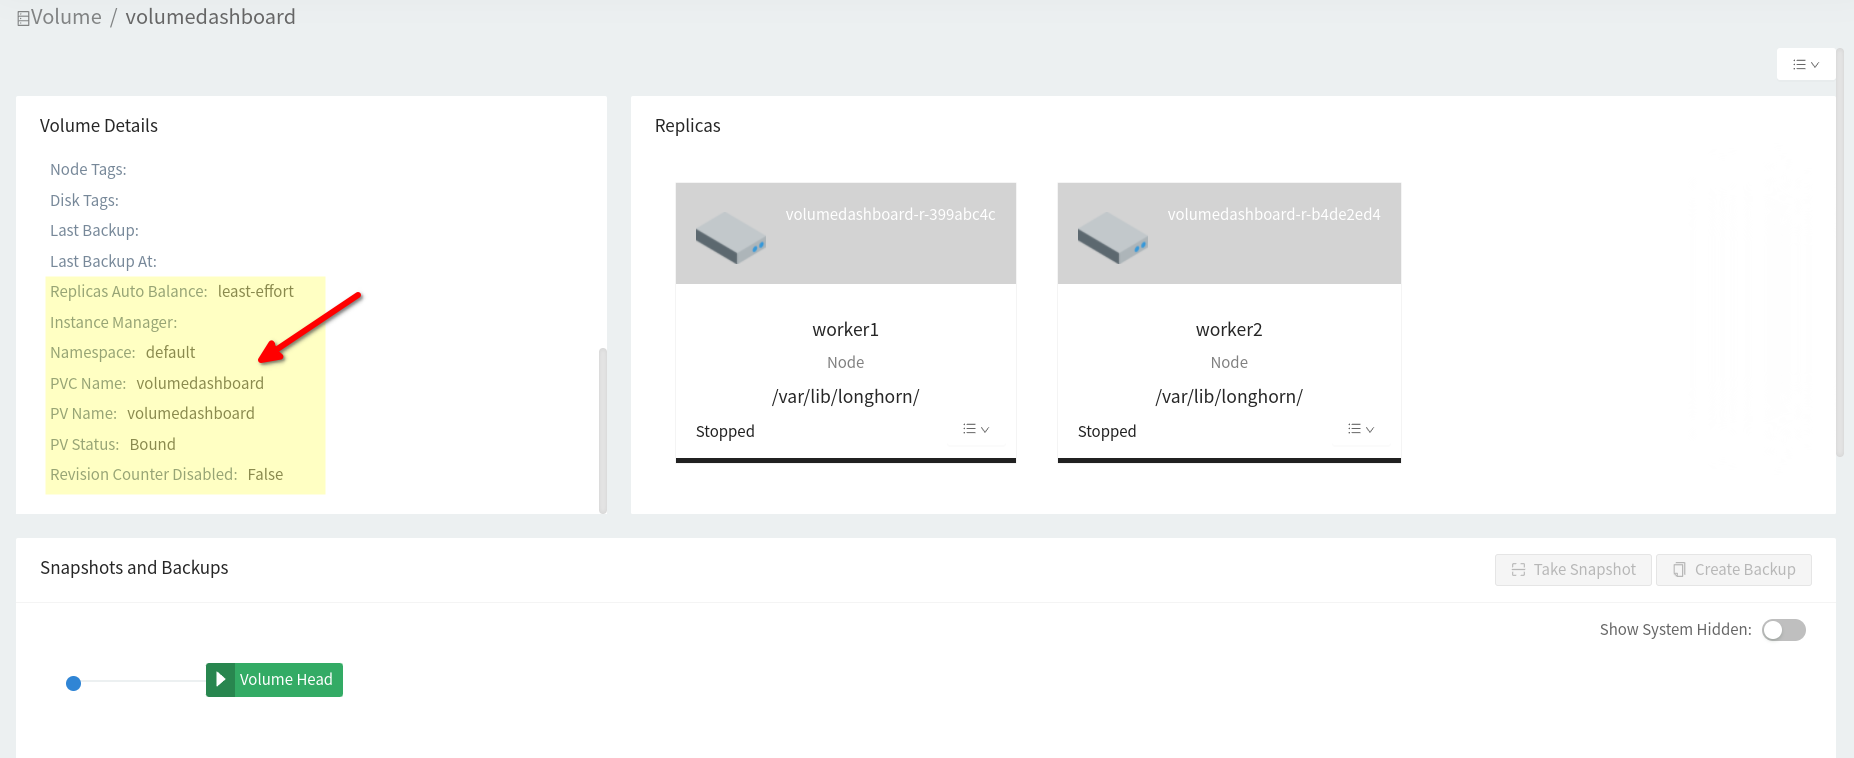 Volume / volumedashboard
Volume Details
Node Tags:
Disk Tags:
Last Backup:
Last Backup At:
Replicas Auto Balance: least-effort
Instance Manager:
Namespace: default
PVC Name: volumedashboard
PV Name: volumedashboard
PV Status: Bound
Revision Counter Disabled: False
Replicas
volumedashboard-r-399abc4c
worker1
Node
/var/lib/longhorn/
Stopped
volumedashboard-r-b4de2ed4
worker2
Node
/var/lib/longhorn/
Stopped
Snapshots and Backups
Take Snapshot
Create Backup
Show System Hidden:
Volume Head